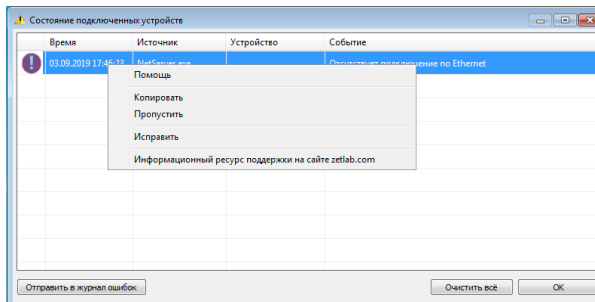 Состояние подключенных устройств
Время Источник Устройство Событие
03.09.2019 17:46:23 NetServer.exe Отсутствует подключение по Ethernet
Помощь
Копировать
Пропустить
Исправить
Информационный ресурс поддержки на сайте zetlab.com
Отправить в журнал ошибок Очистить всё OK